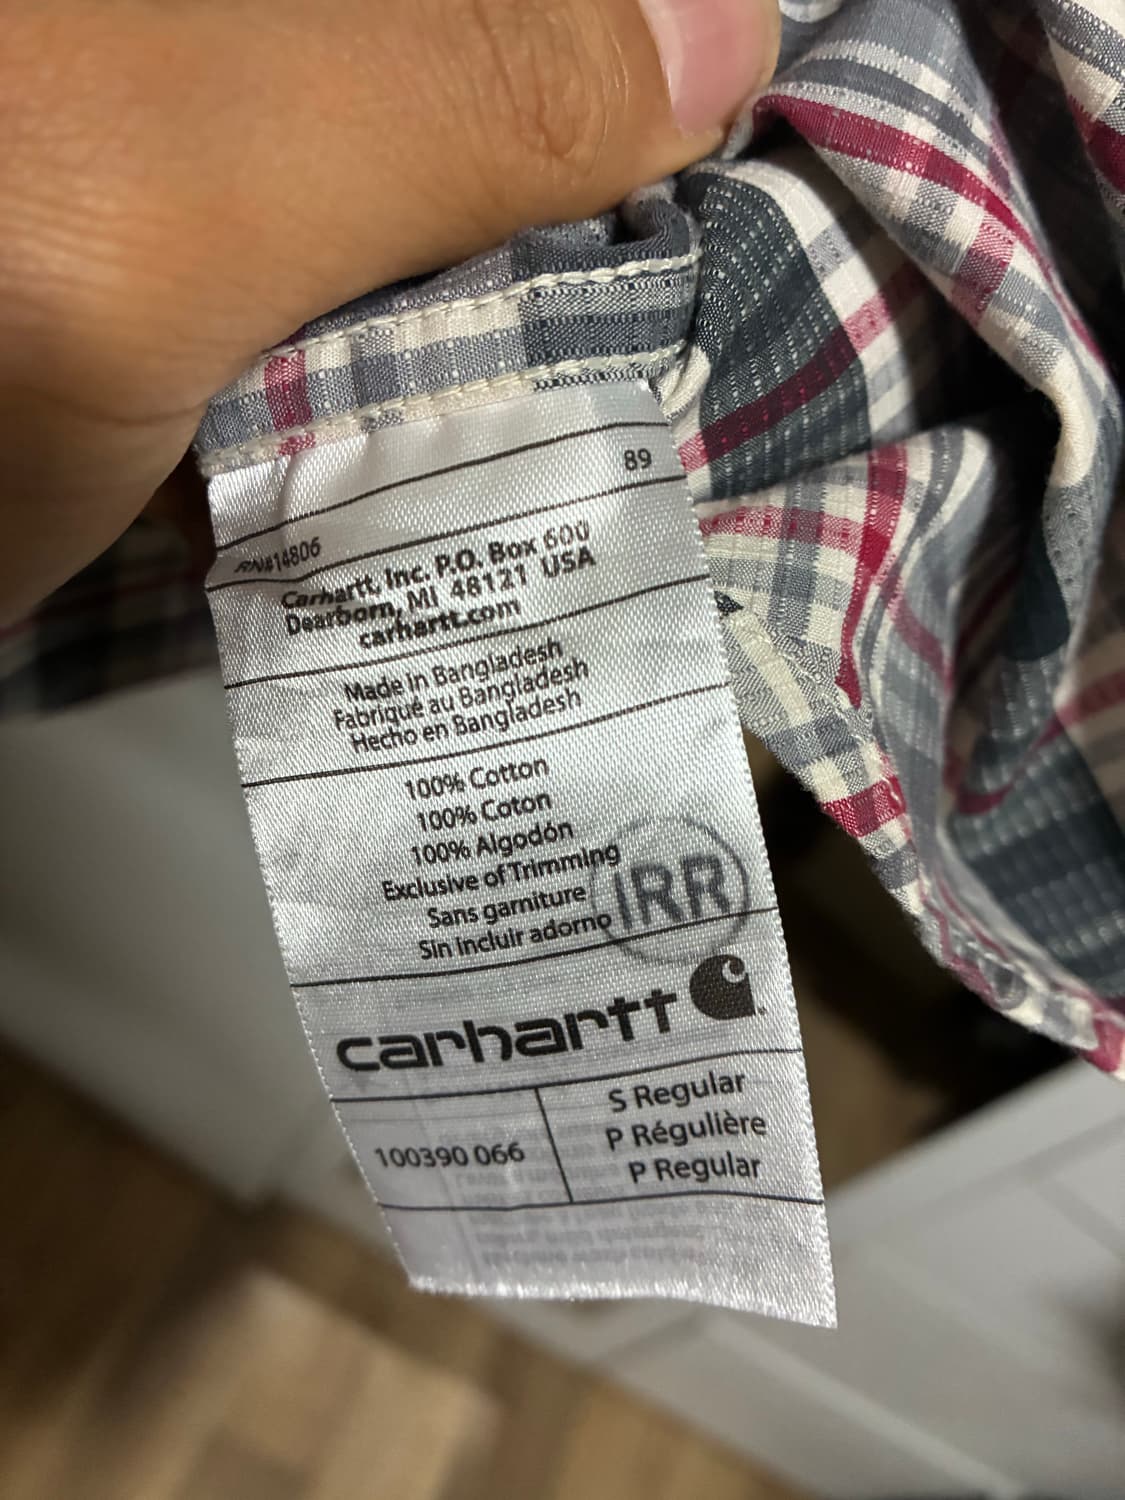 89
RN#14806
Carhartt, Inc. P.O. Box 600
Dearborn, MI 48121 USA
carhartt.com
Made in Bangladesh
Fabriqué au Bangladesh
Hecho en Bangladesh
100% Cotton
100% Coton
100% Algodón
Exclusive of Trimming
Sans garniture
Sin incluir adorno
IRR
carhartt
100390 066
S Regular
P Régulière
P Regular